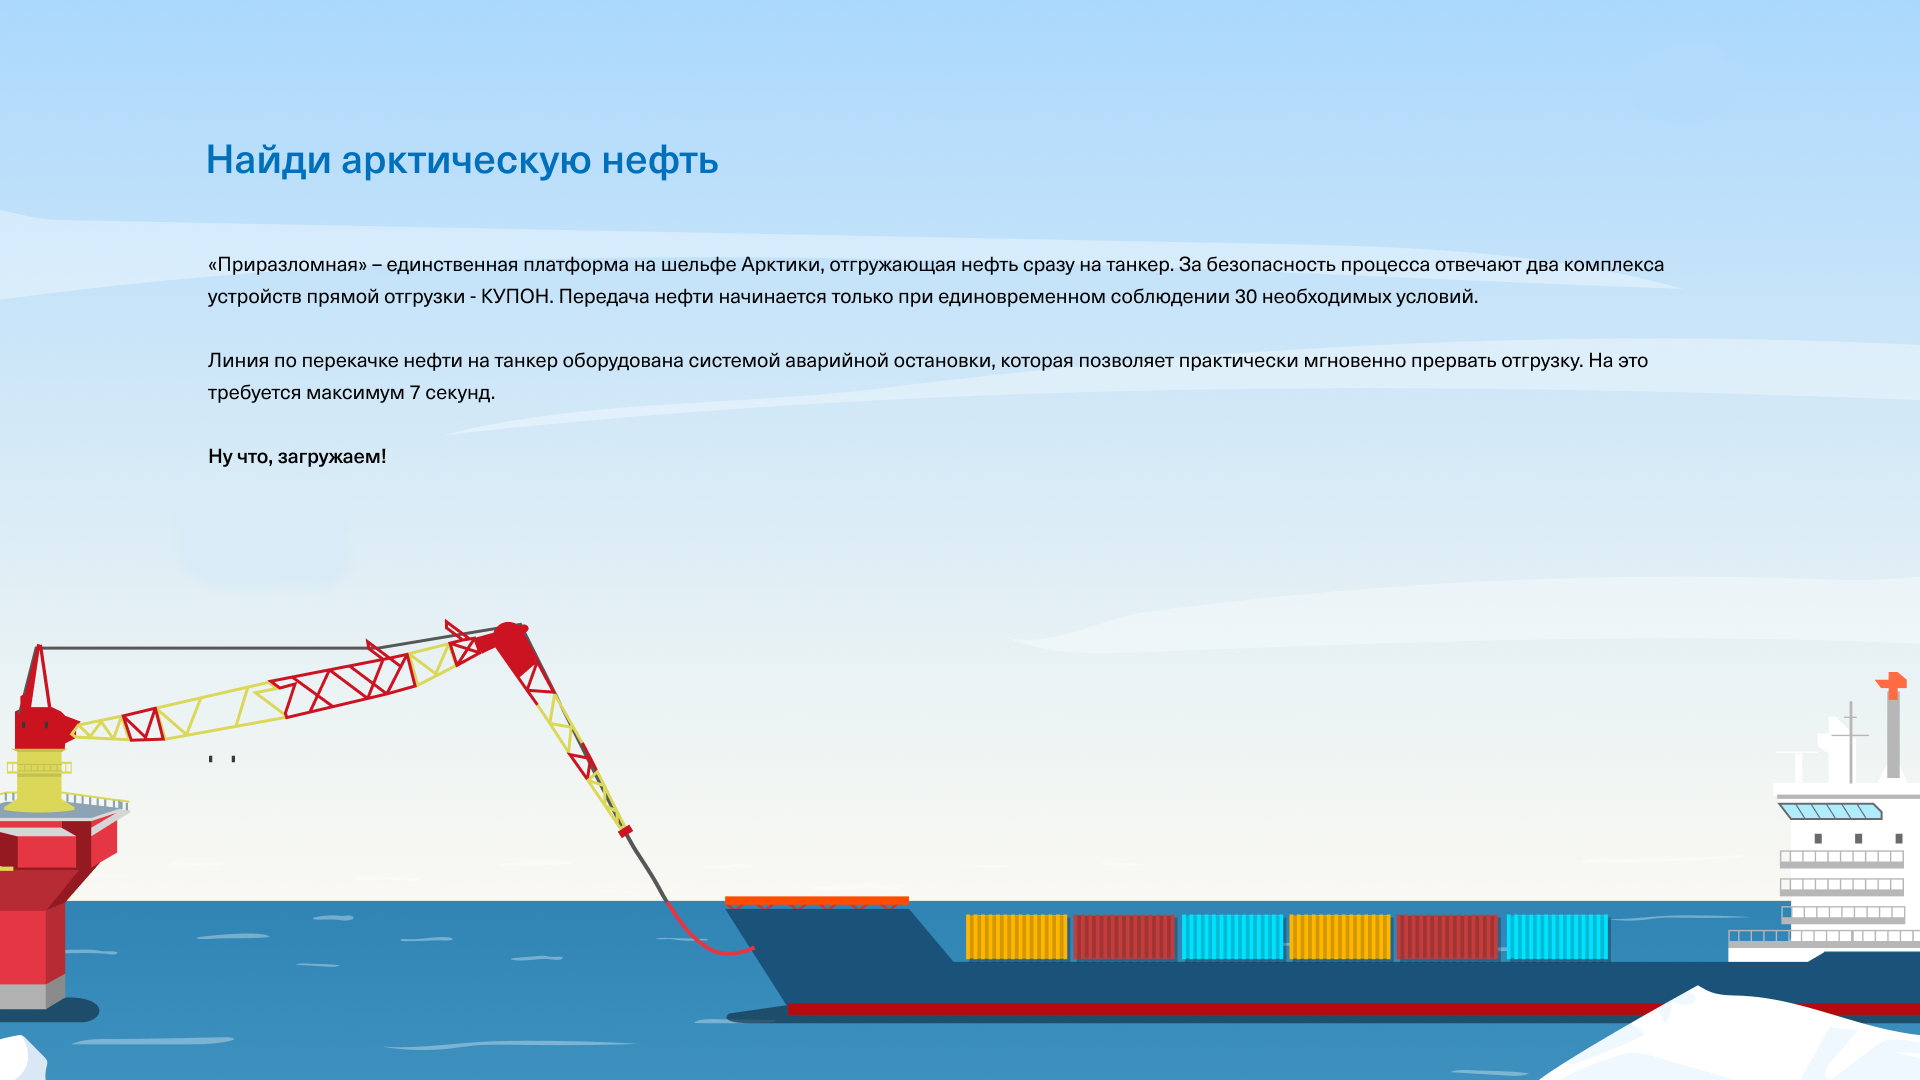 Найди арктическую нефть
«Приразломная» – единственная платформа на шельфе Арктики, отгружающая нефть сразу на танкер. За безопасность процесса отвечают два комплекса
устройств прямой отгрузки - КУПОН. Передача нефти начинается только при единовременном соблюдении 30 необходимых условий.
Линия по перекачке нефти на танкер оборудована системой аварийной остановки, которая позволяет практически мгновенно прервать отгрузку. На это
требуется максимум 7 секунд.
Ну что, загружаем!